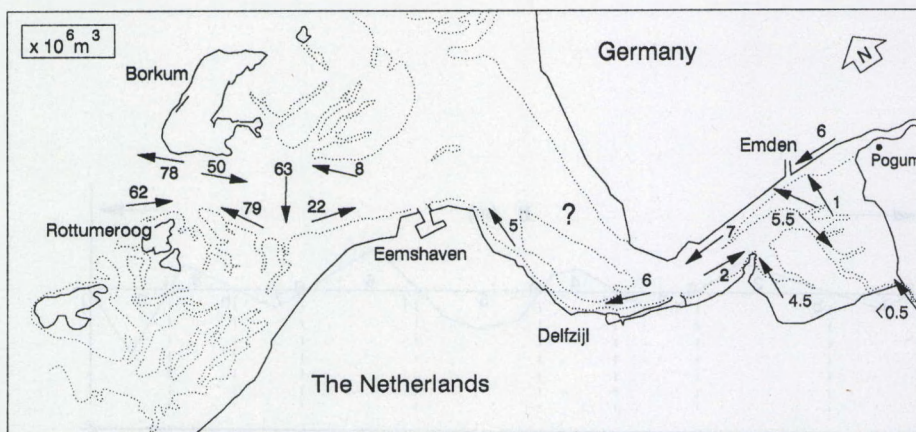 x 10⁶ m³
Germany
N
Borkum
Emden
6
Pogum
78
50
63
8
62
79
22
Rottumeroog
5
?
1
5.5
7
Eemshaven
6
2
4.5
<0.5
Delfzijl
The Netherlands